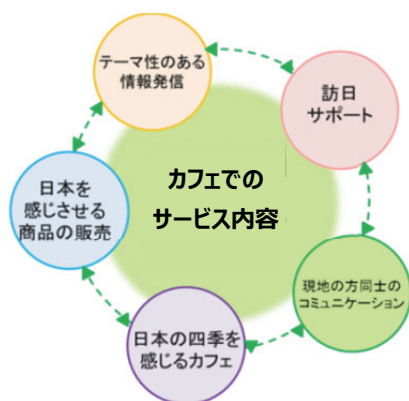 テーマ性のある
情報発信
訪日
サポート
カフェでの
サービス内容
日本を
感じさせる
商品の販売
現地の方同士の
コミュニケーション
日本の四季を
感じるカフェ